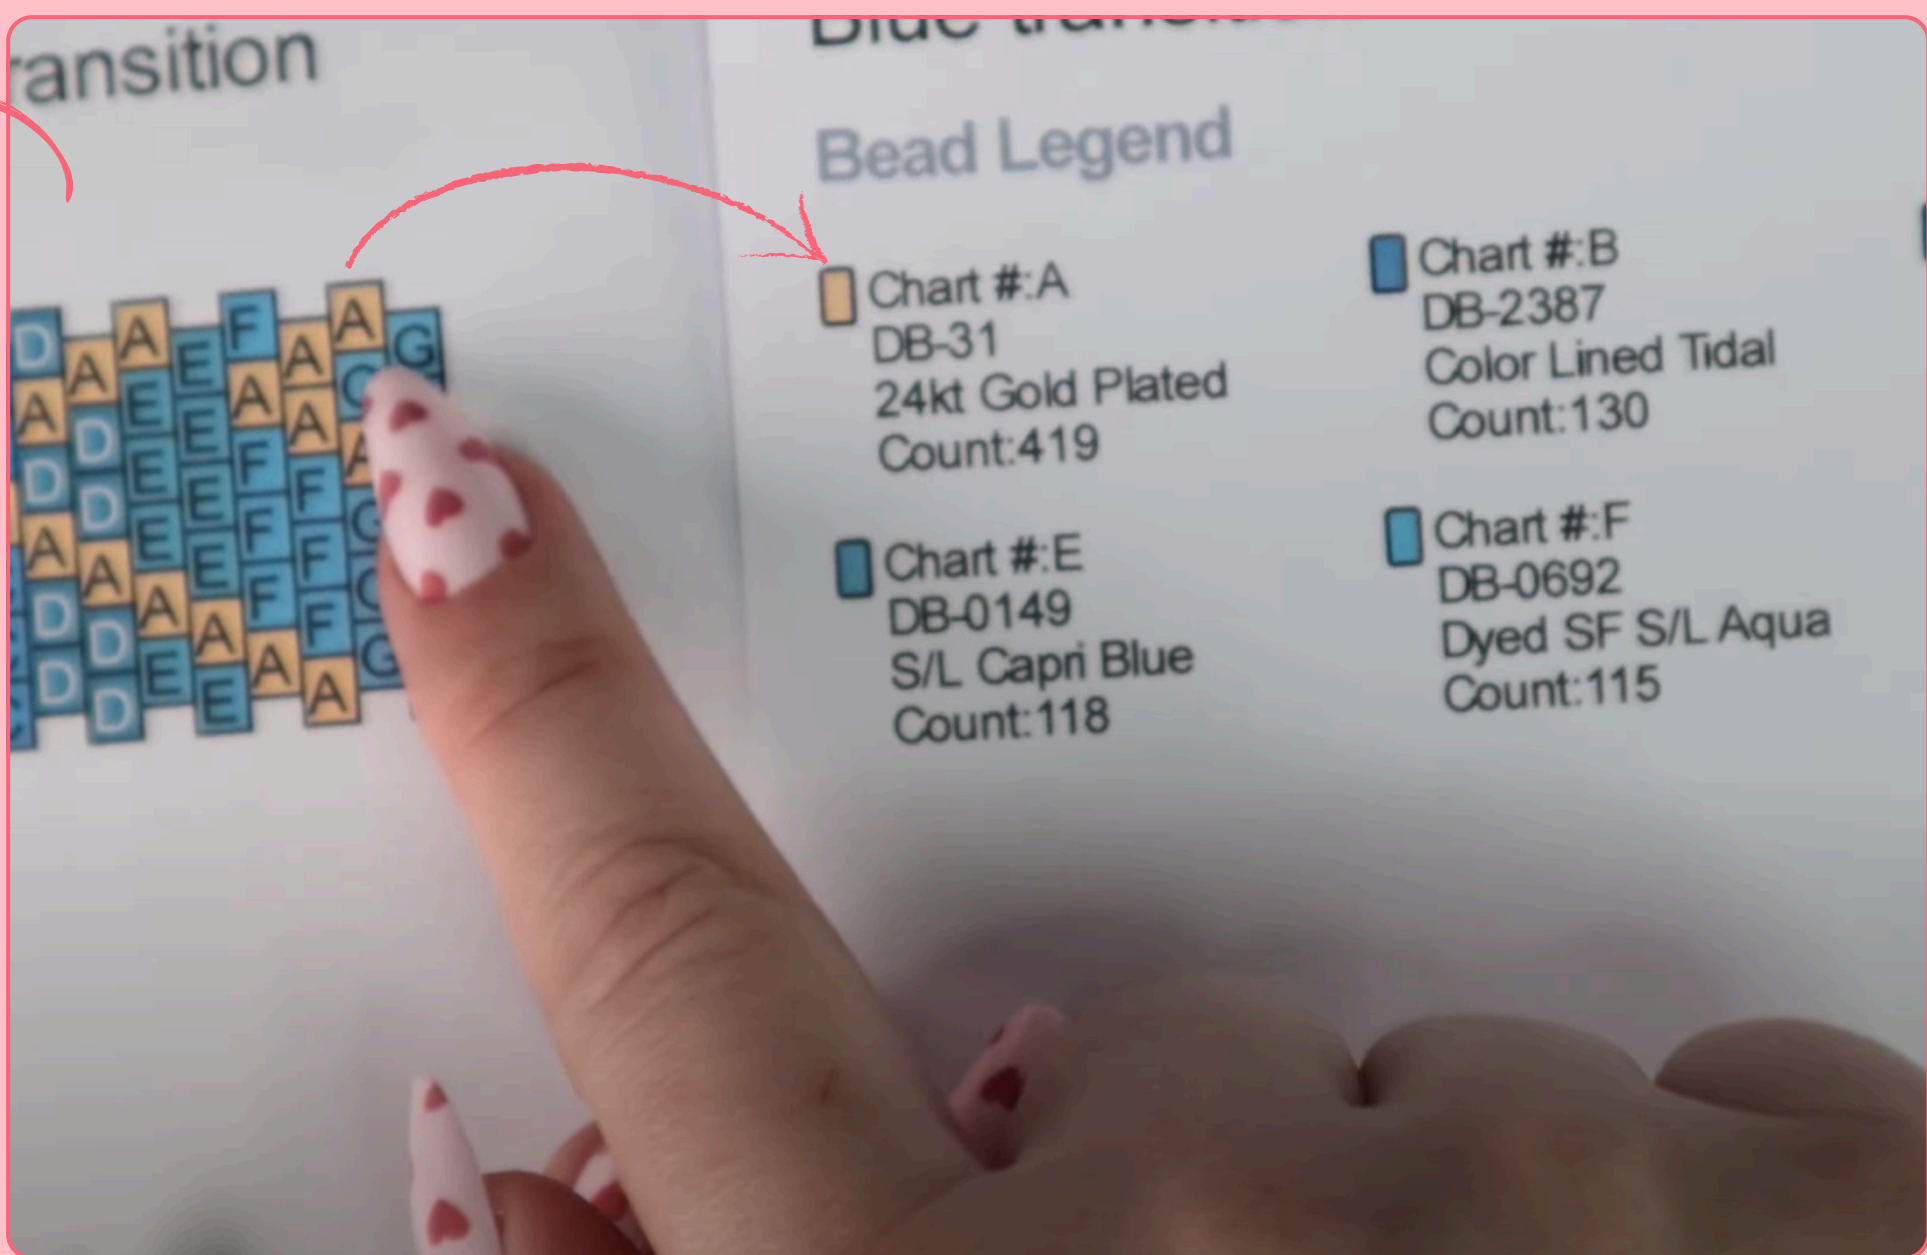 ransition
Blue
Bead Legend
Chart #:A
DB-31
24kt Gold Plated
Count:419
Chart #:B
DB-2387
Color Lined Tidal
Count:130
Chart #:E
DB-0149
S/L Capri Blue
Count:118
Chart #:F
DB-0692
Dyed SF S/L Aqua
Count:115
D A A E F A A G
A D E E A A
D D E E F F
A A E E F F
D D A A F F
D D E E A A G